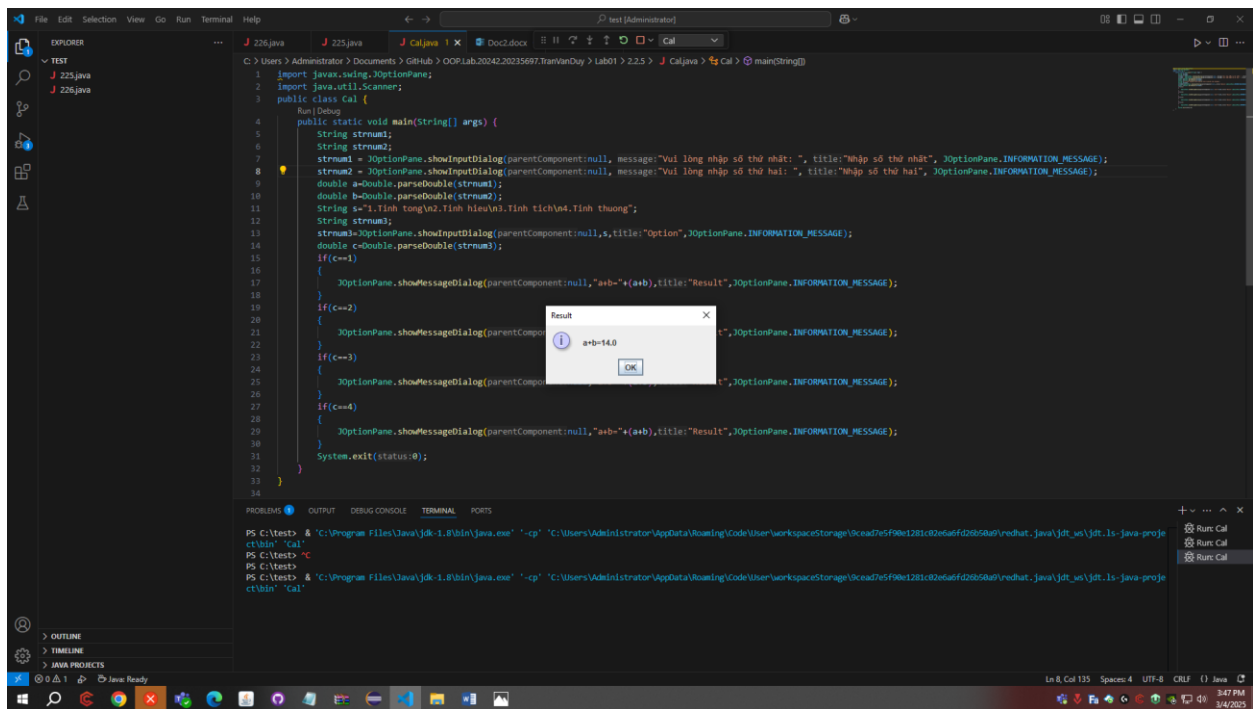 File Edit Selection View Go Run Terminal Help
test [Administrator]
EXPLORER
TEST
J 225.java
J 226.java
J 226.java J 225.java J Cal.java 1 Doc2.docx Cal
C: > Users > Administrator > Documents > GitHub > OOP.Lab.20242.20235697.TranVanDuy > Lab01 > 2.2.5 > J Cal.java > Cal > main(String[])
1 import javax.swing.JOptionPane;
2 import java.util.Scanner;
3 public class Cal {
Run | Debug
4 public static void main(String[] args) {
5 String strnum1;
6 String strnum2;
7 strnum1 = JOptionPane.showInputDialog(parentComponent:null, message:"Vui lòng nhập số thứ nhất: ", title:"Nhập số thứ nhất", JOptionPane.INFORMATION_MESSAGE);
8 strnum2 = JOptionPane.showInputDialog(parentComponent:null, message:"Vui lòng nhập số thứ hai: ", title:"Nhập số thứ hai", JOptionPane.INFORMATION_MESSAGE);
9 double a=Double.parseDouble(strnum1);
10 double b=Double.parseDouble(strnum2);
11 String s="1.Tinh tong\n2.Tinh hieu\n3.Tinh tich\n4.Tinh thuong";
12 String strnum3;
13 strnum3=JOptionPane.showInputDialog(parentComponent:null,s,title:"Option",JOptionPane.INFORMATION_MESSAGE);
14 double c=Double.parseDouble(strnum3);
15 if(c==1)
16 {
17 JOptionPane.showMessageDialog(parentComponent:null,"a+b="+(a+b),title:"Result",JOptionPane.INFORMATION_MESSAGE);
18 }
19 if(c==2)
20 {
21 JOptionPane.showMessageDialog(parentCompon t",JOptionPane.INFORMATION_MESSAGE);
22 }
23 if(c==3)
24 {
25 JOptionPane.showMessageDialog(parentCompon t",JOptionPane.INFORMATION_MESSAGE);
26 }
27 if(c==4)
28 {
29 JOptionPane.showMessageDialog(parentComponent:null,"a+b="+(a+b),title:"Result",JOptionPane.INFORMATION_MESSAGE);
30 }
31 System.exit(status:0);
32 }
33 }
34
Result
a+b=14.0
OK
PROBLEMS 1 OUTPUT DEBUG CONSOLE TERMINAL PORTS
PS C:\test> & 'C:\Program Files\Java\jdk-1.8\bin\java.exe' '-cp' 'C:\Users\Administrator\AppData\Roaming\Code\User\workspaceStorage\9cead7e5f90e1281c02e6a6fd26b50a9\redhat.java\jdt_ws\jdt.ls-java-proje
ct\bin' 'Cal'
PS C:\test> ^C
PS C:\test>
PS C:\test> & 'C:\Program Files\Java\jdk-1.8\bin\java.exe' '-cp' 'C:\Users\Administrator\AppData\Roaming\Code\User\workspaceStorage\9cead7e5f90e1281c02e6a6fd26b50a9\redhat.java\jdt_ws\jdt.ls-java-proje
ct\bin' 'Cal'
Run: Cal
Run: Cal
Run: Cal
OUTLINE
TIMELINE
JAVA PROJECTS
0 1 Java: Ready
Ln 8, Col 135 Spaces: 4 UTF-8 CRLF {} Java
3:47 PM
3/4/2025